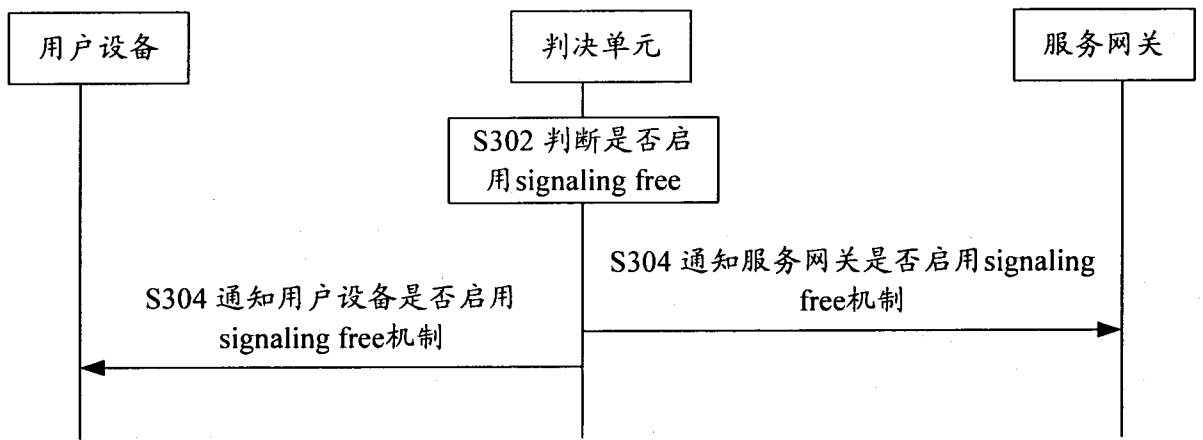 用户设备
判决单元
服务网关
S302 判断是否启
用signaling free
S304 通知服务网关是否启用signaling
free机制
S304 通知用户设备是否启用
signaling free机制